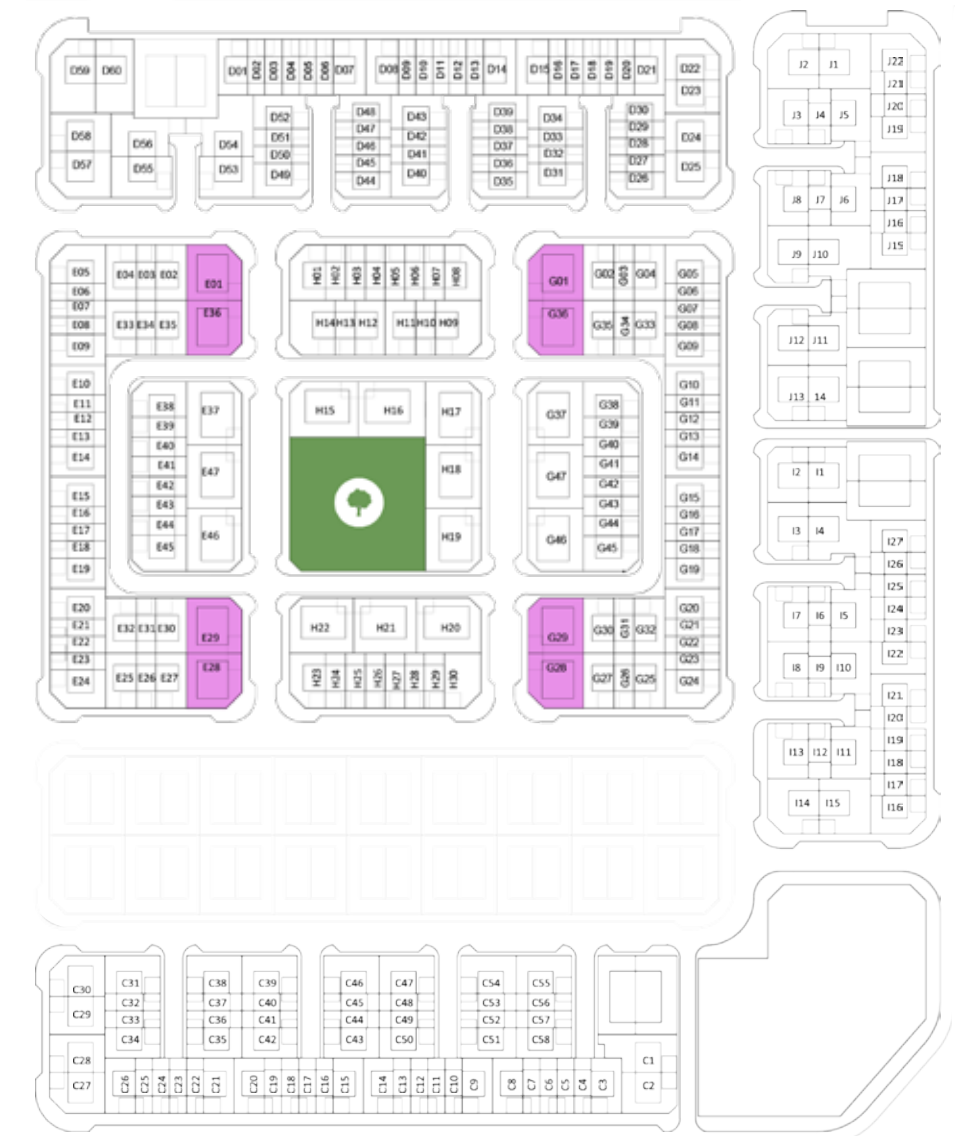 D59 D60 D01 D02 D03 D04 D05 D06 D07 D08 D09 D10 D11 D12 D13 D14 D15 D16 D17 D18 D19 D20 D21 D22
D23
D58 D56 D54 D52 D48 D43 D39 D34 D30 D24
D51 D47 D42 D38 D33 D29
D57 D55 D53 D50 D46 D41 D37 D32 D28 D25
D49 D45 D40 D36 D31 D27
D44 D35 D26
E05 E04 E03 E02 E01
E06
E07 E36
E08 E33 E34 E35
E09
E10
E11
E12
E13
E14
E15
E16
E17
E18
E19
E20
E21 E32 E31 E30 E29
E22
E23 E28
E24 E25 E26 E27
E38 E37
E39
E40
E41 E47
E42
E43
E44
E45 E46
H01 H02 H03 H04 H05 H06 H07 H08
H14 H13 H12 H11 H10 H09
H15 H16 H17
H18
H19
H22 H21 H20
H23 H24 H25 H26 H27 H28 H29 H30
G01 G02 G03 G04 G05
G06
G36 G07
G35 G34 G33 G08
G09
G37 G38
G39
G40
G47 G41
G42
G43
G44
G46 G45
G10
G11
G12
G13
G14
G15
G16
G17
G18
G19
G20
G29 G30 G31 G32 G21
G22
G28 G23
G27 G26 G25 G24
J2 J1 J22
J21
J3 J4 J5 J20
J19
J18
J8 J7 J6 J17
J16
J9 J10 J15
J12 J11
J13 14
I2 I1
I3 I4 I27
I26
I25
I7 I6 I5 I24
I23
I8 I9 I10 I22
I21
I20
I13 I12 I11 I19
I18
I17
I14 I15 I16
C30 C31 C38 C39 C46 C47 C54 C55
C32 C37 C40 C45 C48 C53 C56
C29 C33 C36 C41 C44 C49 C52 C57
C34 C35 C42 C43 C50 C51 C58
C28 C1
C27 C26 C25 C24 C23 C22 C21 C20 C19 C18 C17 C16 C15 C14 C13 C12 C11 C10 C9 C8 C7 C6 C5 C4 C3 C2